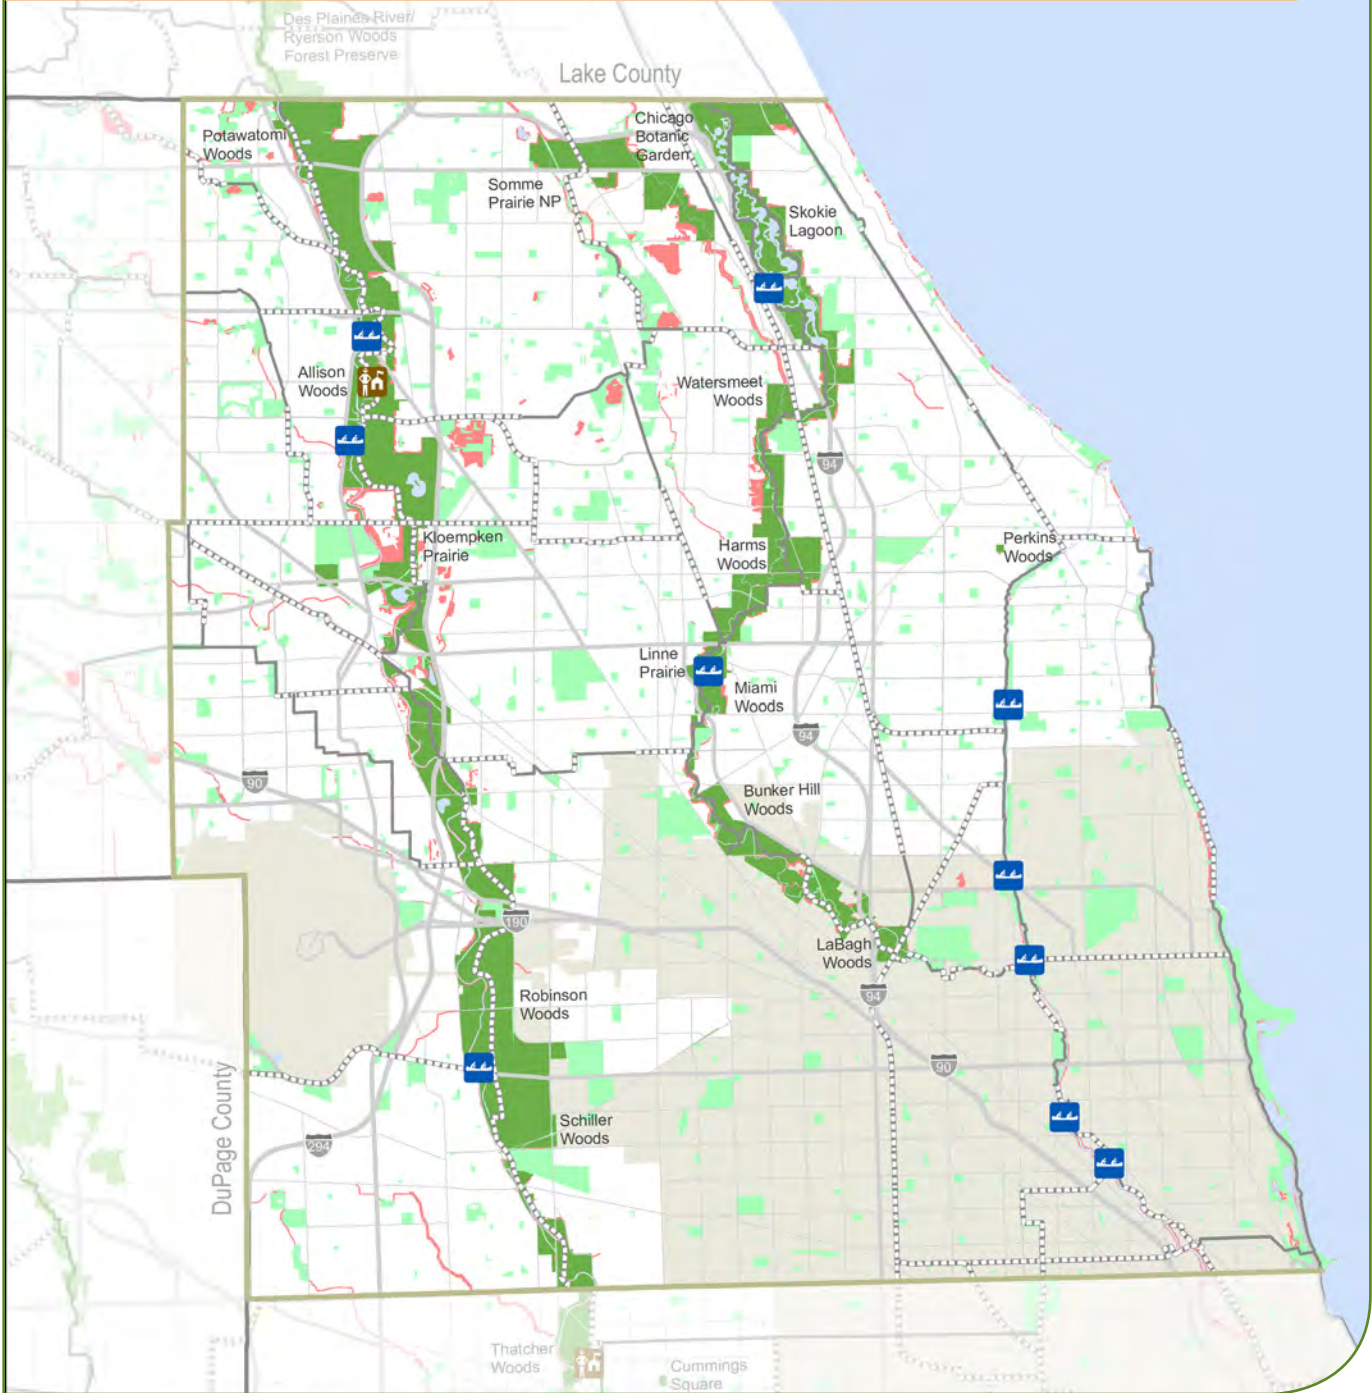 Des Plaines River/
Ryerson Woods
Forest Preserve
Lake County
Potawatomi
Woods
Chicago
Botanic
Garden
Somme
Prairie NP
Skokie
Lagoon
Allison
Woods
Watersmeet
Woods
94
Kloempken
Prairie
Harms
Woods
Perkins
Woods
Linne
Prairie
Miami
Woods
94
90
Bunker Hill
Woods
190
LaBagh
Woods
94
Robinson
Woods
90
DuPage County
Schiller
Woods
294
Thatcher
Woods
Cummings
Square